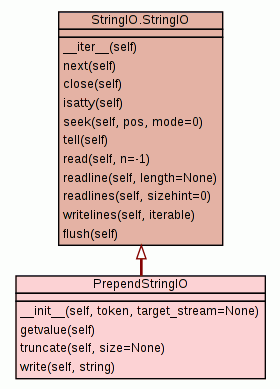 StringIO.StringIO
__iter__(self)
next(self)
close(self)
isatty(self)
seek(self, pos, mode=0)
tell(self)
read(self, n=-1)
readline(self, length=None)
readlines(self, sizehint=0)
writelines(self, iterable)
flush(self)
PrependStringIO
__init__(self, token, target_stream=None)
getvalue(self)
truncate(self, size=None)
write(self, string)